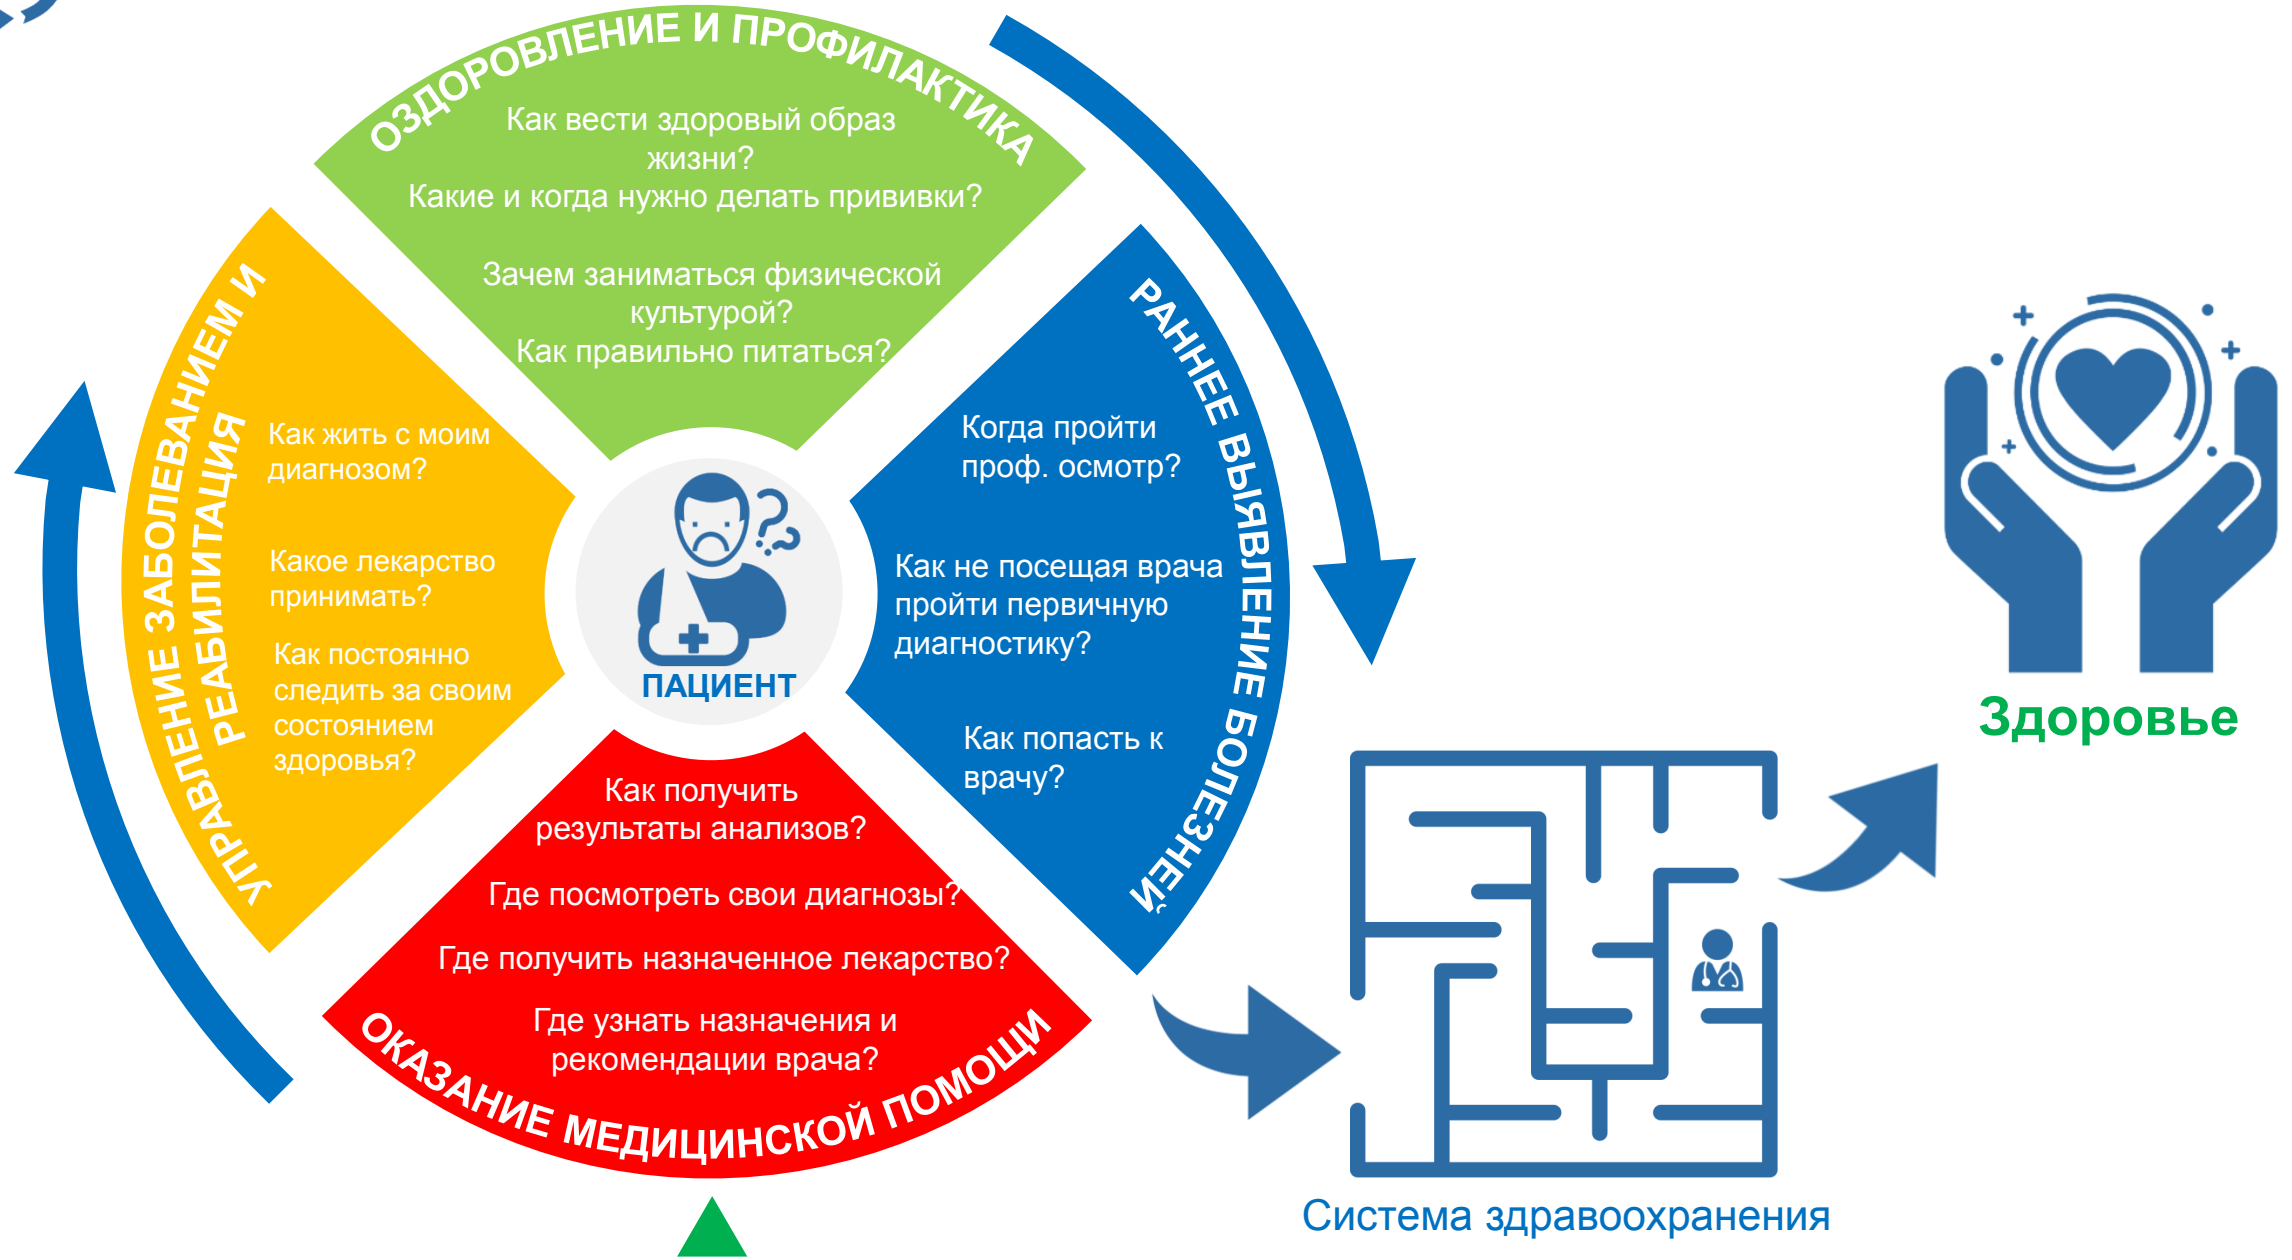 ОЗДОРОВЛЕНИЕ И ПРОФИЛАКТИКА
Как вести здоровый образ
жизни?
Какие и когда нужно делать прививки?
Зачем заниматься физической
культурой?
Как правильно питаться?
РАННЕЕ ВЫЯВЛЕНИЕ БОЛЕЗНЕЙ
Когда пройти
проф. осмотр?
Как не посещая врача
пройти первичную
диагностику?
Как попасть к
врачу?
УПРАВЛЕНИЕ ЗАБОЛЕВАНИЕМ И
РЕАБИЛИТАЦИЯ
Как жить с моим
диагнозом?
Какое лекарство
принимать?
Как постоянно
следить за своим
состоянием
здоровья?
ПАЦИЕНТ
Как получить
результаты анализов?
Где посмотреть свои диагнозы?
Где получить назначенное лекарство?
Где узнать назначения и
рекомендации врача?
ОКАЗАНИЕ МЕДИЦИНСКОЙ ПОМОЩИ
Здоровье
Система здравоохранения